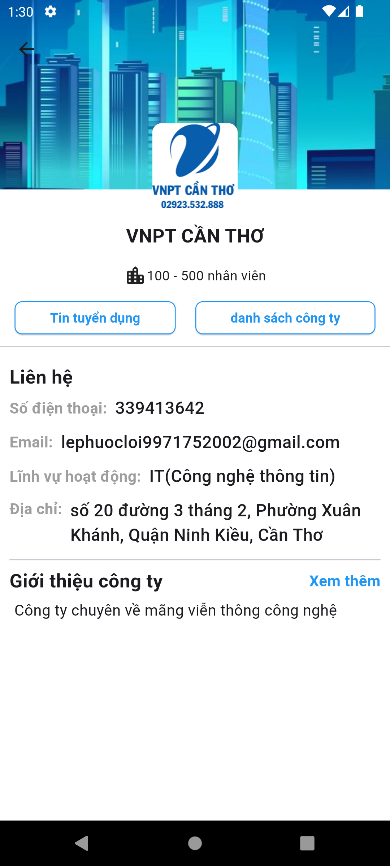 1:30
VNPT CẦN THƠ
02923.532.888
VNPT CẦN THƠ
100 - 500 nhân viên
Tin tuyển dụng danh sách công ty
Liên hệ
Số điện thoại: 339413642
Email: lephuocloi9971752002@gmail.com
Lĩnh vự hoạt động: IT(Công nghệ thông tin)
Địa chỉ: số 20 đường 3 tháng 2, Phường Xuân
Khánh, Quận Ninh Kiều, Cần Thơ
Giới thiệu công ty Xem thêm
Công ty chuyên về mãng viễn thông công nghệ